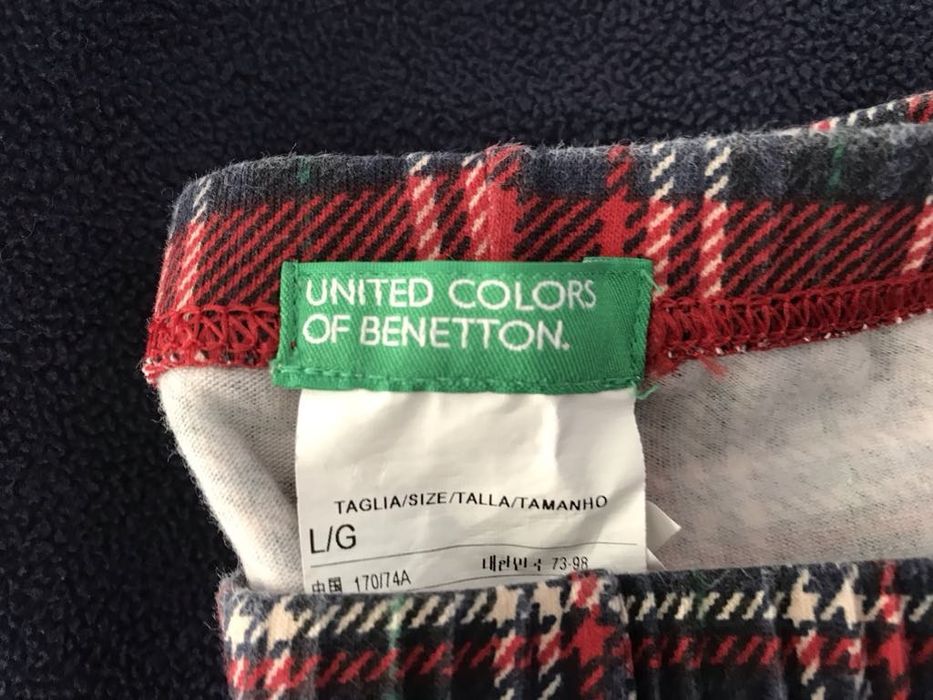 UNITED COLORS
OF BENETTON.
TAGLIA/SIZE/TALLA/TAMANHO
L/G
대한민국 73-98
中国 170/74A